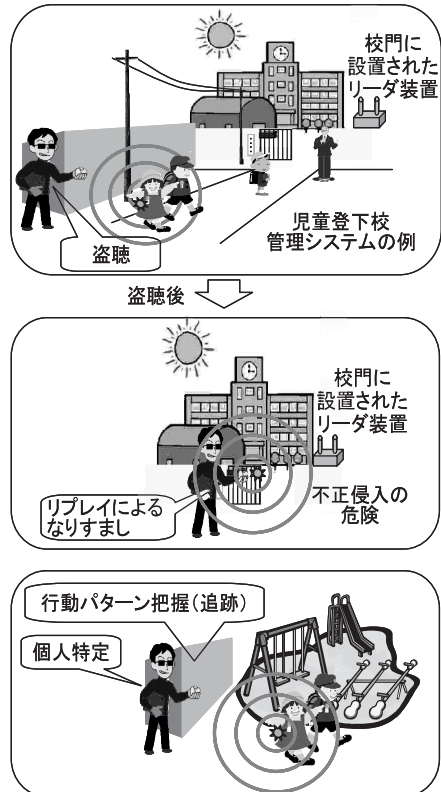 校門に
設置された
リーダ装置
児童登下校
管理システムの例
盗聴
盗聴後
校門に
設置された
リーダ装置
不正侵入の
危険
リプレイによる
なりすまし
行動パターン把握(追跡)
個人特定